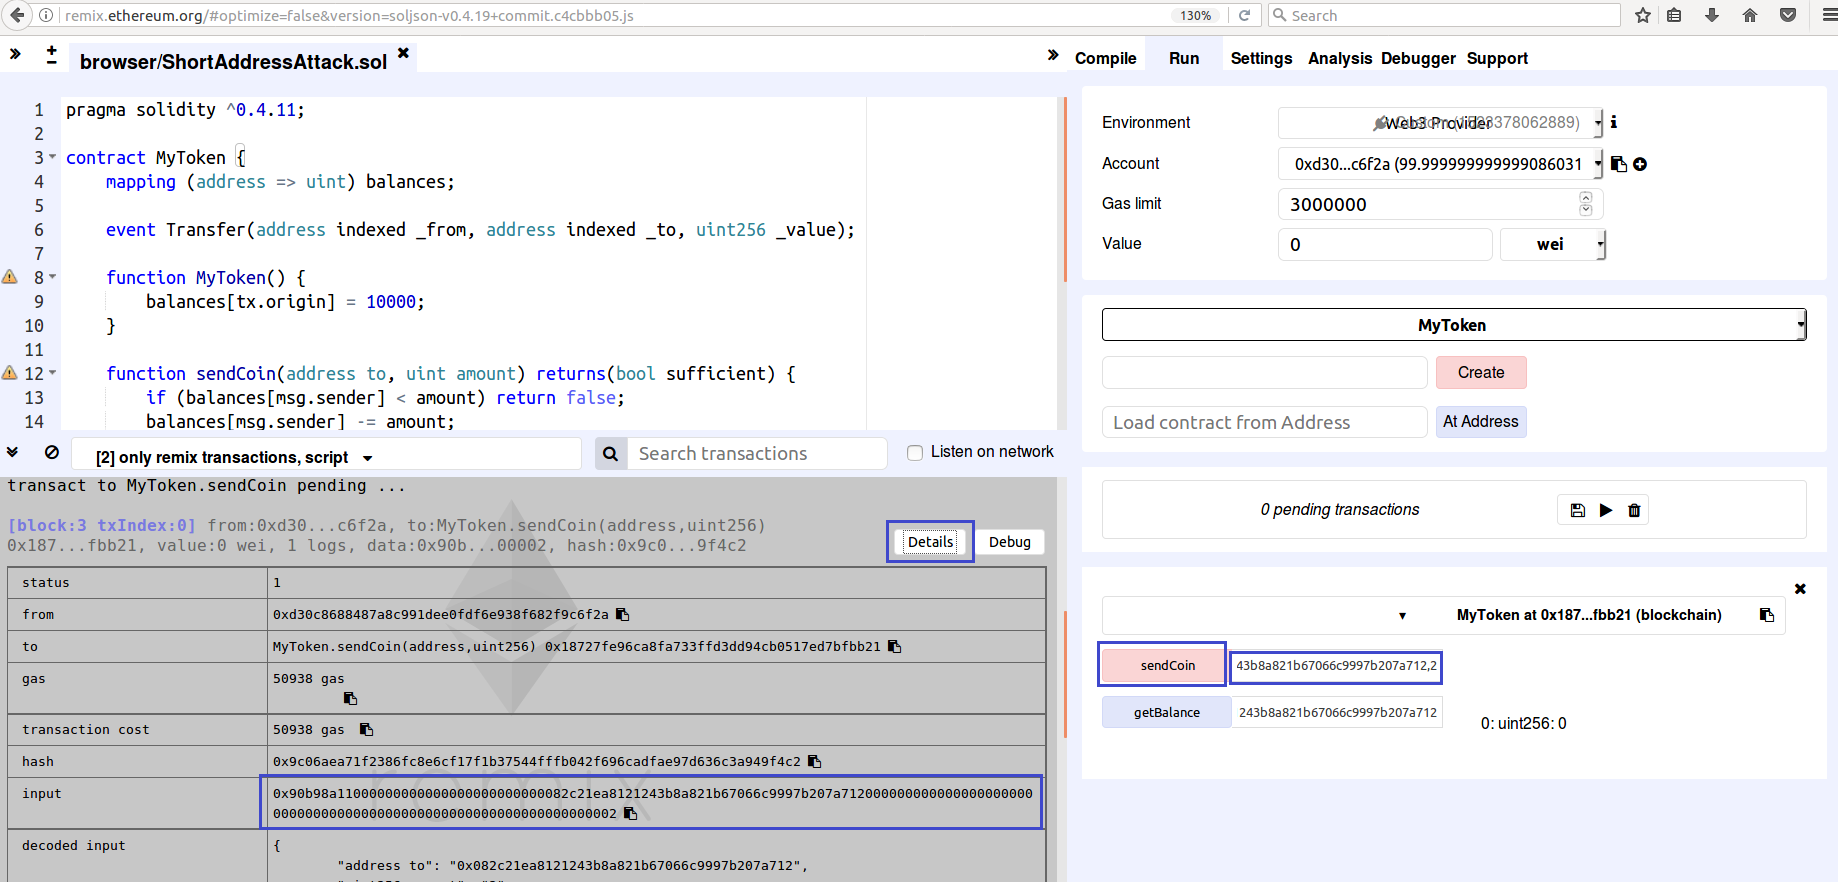 remix.ethereum.org/#optimize=false&version=soljson-v0.4.19+commit.c4cbbb05.js
130%
Search
browser/ShortAddressAttack.sol
Compile Run Settings Analysis Debugger Support
1 pragma solidity ^0.4.11;
2
3 contract MyToken {
4 mapping (address => uint) balances;
5
6 event Transfer(address indexed _from, address indexed _to, uint256 _value);
7
8 function MyToken() {
9 balances[tx.origin] = 10000;
10 }
11
12 function sendCoin(address to, uint amount) returns(bool sufficient) {
13 if (balances[msg.sender] < amount) return false;
14 balances[msg.sender] -= amount;
[2] only remix transactions, script
Search transactions
Listen on network
transact to MyToken.sendCoin pending ...
[block:3 txIndex:0] from:0xd30...c6f2a, to:MyToken.sendCoin(address,uint256)
0x187...fbb21, value:0 wei, 1 logs, data:0x90b...00002, hash:0x9c0...9f4c2
Details Debug
status 1
from 0xd30c8688487a8c991dee0fdf6e938f682f9c6f2a
to MyToken.sendCoin(address,uint256) 0x18727fe96ca8fa733ffd3dd94cb0517ed7bfbb21
gas 50938 gas
transaction cost 50938 gas
hash 0x9c06aea71f2386fc8e6cf17f1b37544fffb042f696cadfae97d636c3a949f4c2
input
decoded input {
"address to": "0x082c21ea8121243b8a821b67066c9997b207a712",
remix
Environment Web3 Provider
Account 0xd30...c6f2a (99.999999999999086031
Gas limit 3000000
Value 0 wei
MyToken
Create
Load contract from Address At Address
0 pending transactions
MyToken at 0x187...fbb21 (blockchain)
sendCoin 43b8a821b67066c9997b207a712,2
getBalance 243b8a821b67066c9997b207a712
0: uint256: 0